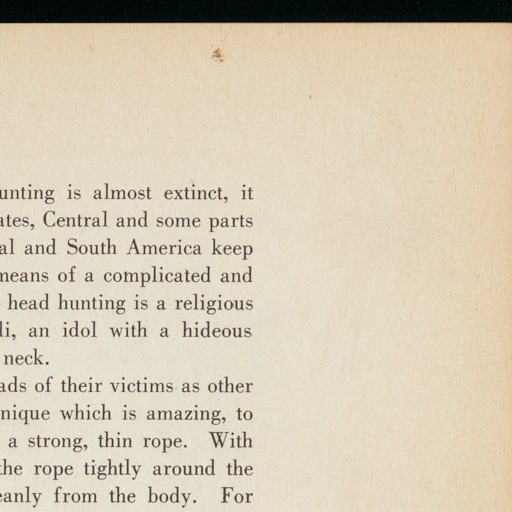 unting is almost extinct, it
ates, Central and some parts
al and South America keep
means of a complicated and
head hunting is a religious
li, an idol with a hideous
neck.
ads of their victims as other
nique which is amazing, to
a strong, thin rope. With
the rope tightly around the
eanly from the body. For